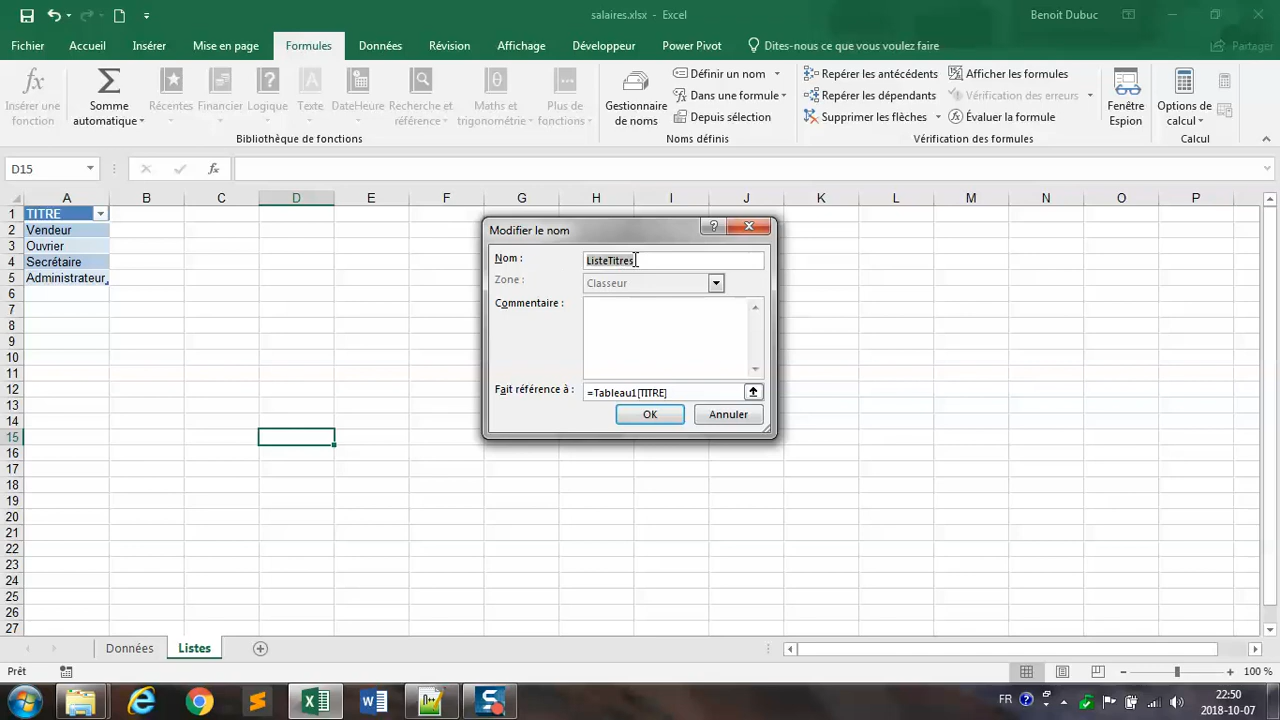 salaires.xlsx - Excel
Benoit Dubuc
Fichier Accueil Insérer Mise en page Formules Données Révision Affichage Développeur Power Pivot Dites-nous ce que vous voulez faire Partager
Insérer une fonction
Somme automatique
Récentes
Financier
Logique
Texte
DateHeure
Recherche et référence
Maths et trigonométrie
Plus de fonctions
Bibliothèque de fonctions
Gestionnaire de noms
Définir un nom
Dans une formule
Depuis sélection
Noms définis
Repérer les antécédents
Repérer les dépendants
Supprimer les flèches
Afficher les formules
Vérification des erreurs
Évaluer la formule
Vérification des formules
Fenêtre Espion
Options de calcul
Calcul
D15
fx
A B C D E F G H I J K L M N O P
1 TITRE
2 Vendeur
3 Ouvrier
4 Secrétaire
5 Administrateur
6
7
8
9
10
11
12
13
14
15
16
17
18
19
20
21
22
23
24
25
26
27
Modifier le nom
Nom : ListeTitres
Zone : Classeur
Commentaire :
Fait référence à : =Tableau1[TITRE]
OK Annuler
Données Listes
Prêt
100 %
FR
22:50
2018-10-07